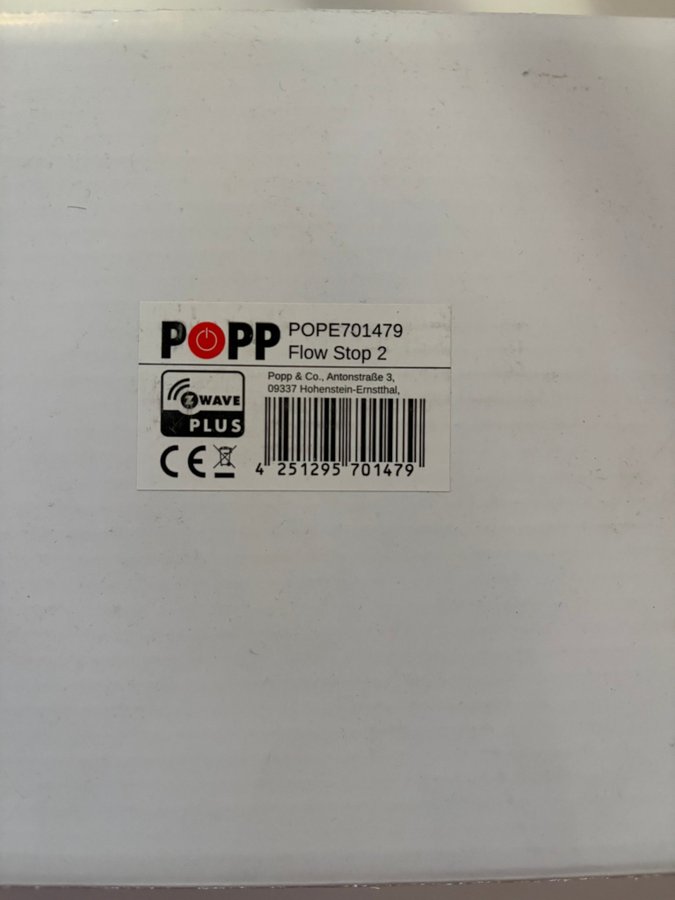 POPP
POPE701479
Flow Stop 2
Popp & Co., Antonstraße 3,
09337 Hohenstein-Ernstthal,
Z WAVE
PLUS
CE
4 251295 701479